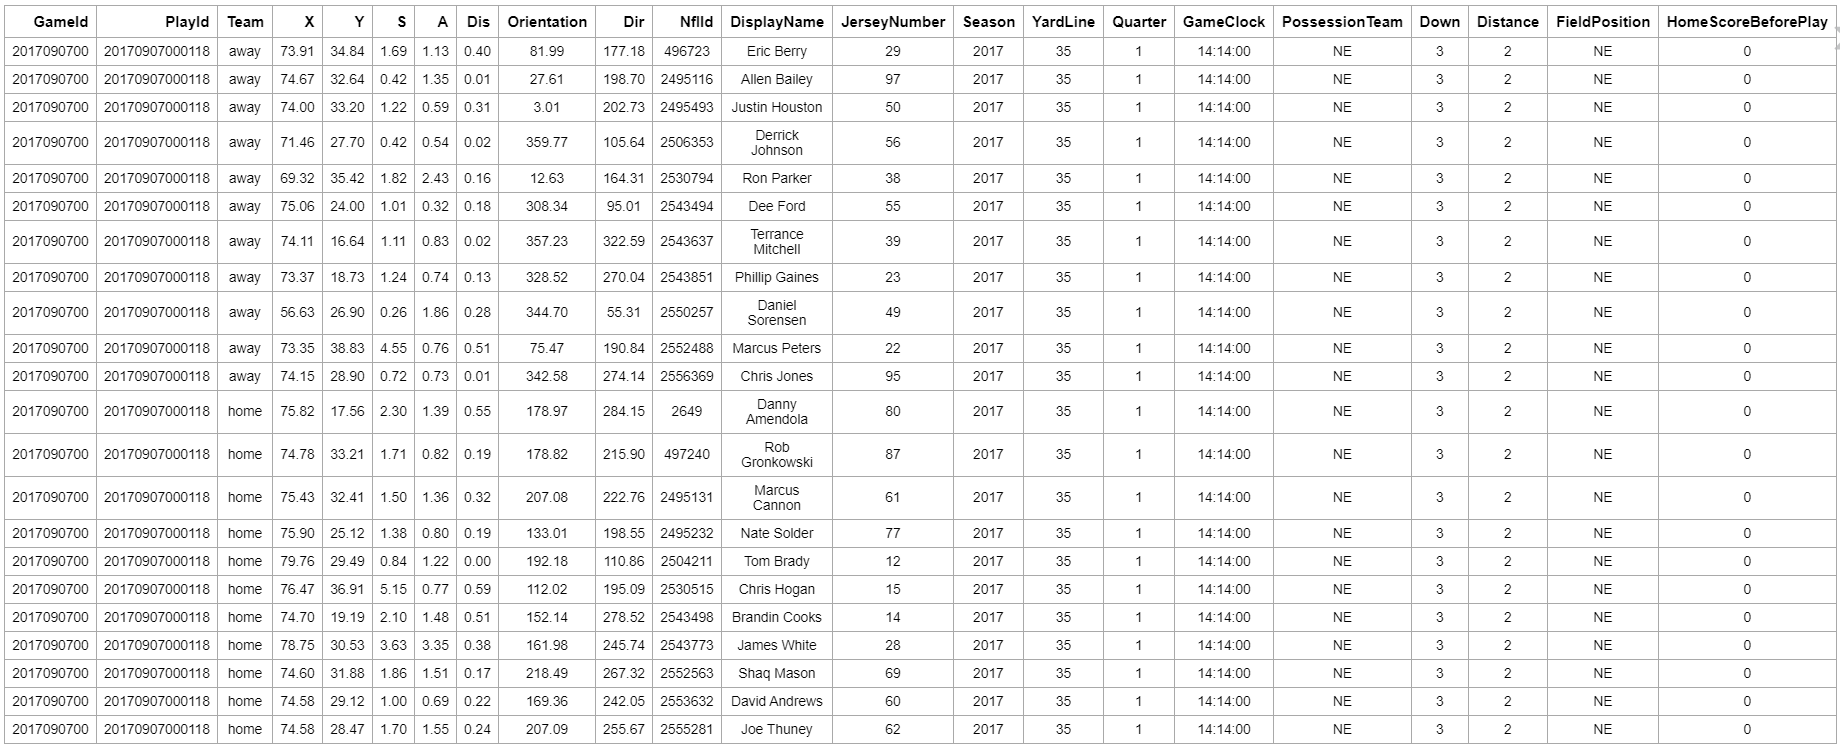 GameId PlayId Team X Y S A Dis Orientation Dir NflId DisplayName JerseyNumber Season YardLine Quarter GameClock PossessionTeam Down Distance FieldPosition HomeScoreBeforePlay
2017090700 20170907000118 away 73.91 34.84 1.69 1.13 0.40 81.99 177.18 496723 Eric Berry 29 2017 35 1 14:14:00 NE 3 2 NE 0
2017090700 20170907000118 away 74.67 32.64 0.42 1.35 0.01 27.61 198.70 2495116 Allen Bailey 97 2017 35 1 14:14:00 NE 3 2 NE 0
2017090700 20170907000118 away 74.00 33.20 1.22 0.59 0.31 3.01 202.73 2495493 Justin Houston 50 2017 35 1 14:14:00 NE 3 2 NE 0
2017090700 20170907000118 away 71.46 27.70 0.42 0.54 0.02 359.77 105.64 2506353 Derrick Johnson 56 2017 35 1 14:14:00 NE 3 2 NE 0
2017090700 20170907000118 away 69.32 35.42 1.82 2.43 0.16 12.63 164.31 2530794 Ron Parker 38 2017 35 1 14:14:00 NE 3 2 NE 0
2017090700 20170907000118 away 75.06 24.00 1.01 0.32 0.18 308.34 95.01 2543494 Dee Ford 55 2017 35 1 14:14:00 NE 3 2 NE 0
2017090700 20170907000118 away 74.11 16.64 1.11 0.83 0.02 357.23 322.59 2543637 Terrance Mitchell 39 2017 35 1 14:14:00 NE 3 2 NE 0
2017090700 20170907000118 away 73.37 18.73 1.24 0.74 0.13 328.52 270.04 2543851 Phillip Gaines 23 2017 35 1 14:14:00 NE 3 2 NE 0
2017090700 20170907000118 away 56.63 26.90 0.26 1.86 0.28 344.70 55.31 2550257 Daniel Sorensen 49 2017 35 1 14:14:00 NE 3 2 NE 0
2017090700 20170907000118 away 73.35 38.83 4.55 0.76 0.51 75.47 190.84 2552488 Marcus Peters 22 2017 35 1 14:14:00 NE 3 2 NE 0
2017090700 20170907000118 away 74.15 28.90 0.72 0.73 0.01 342.58 274.14 2556369 Chris Jones 95 2017 35 1 14:14:00 NE 3 2 NE 0
2017090700 20170907000118 home 75.82 17.56 2.30 1.39 0.55 178.97 284.15 2649 Danny Amendola 80 2017 35 1 14:14:00 NE 3 2 NE 0
2017090700 20170907000118 home 74.78 33.21 1.71 0.82 0.19 178.82 215.90 497240 Rob Gronkowski 87 2017 35 1 14:14:00 NE 3 2 NE 0
2017090700 20170907000118 home 75.43 32.41 1.50 1.36 0.32 207.08 222.76 2495131 Marcus Cannon 61 2017 35 1 14:14:00 NE 3 2 NE 0
2017090700 20170907000118 home 75.90 25.12 1.38 0.80 0.19 133.01 198.55 2495232 Nate Solder 77 2017 35 1 14:14:00 NE 3 2 NE 0
2017090700 20170907000118 home 79.76 29.49 0.84 1.22 0.00 192.18 110.86 2504211 Tom Brady 12 2017 35 1 14:14:00 NE 3 2 NE 0
2017090700 20170907000118 home 76.47 36.91 5.15 0.77 0.59 112.02 195.09 2530515 Chris Hogan 15 2017 35 1 14:14:00 NE 3 2 NE 0
2017090700 20170907000118 home 74.70 19.19 2.10 1.48 0.51 152.14 278.52 2543498 Brandin Cooks 14 2017 35 1 14:14:00 NE 3 2 NE 0
2017090700 20170907000118 home 78.75 30.53 3.63 3.35 0.38 161.98 245.74 2543773 James White 28 2017 35 1 14:14:00 NE 3 2 NE 0
2017090700 20170907000118 home 74.60 31.88 1.86 1.51 0.17 218.49 267.32 2552563 Shaq Mason 69 2017 35 1 14:14:00 NE 3 2 NE 0
2017090700 20170907000118 home 74.58 29.12 1.00 0.69 0.22 169.36 242.05 2553632 David Andrews 60 2017 35 1 14:14:00 NE 3 2 NE 0
2017090700 20170907000118 home 74.58 28.47 1.70 1.55 0.24 207.09 255.67 2555281 Joe Thuney 62 2017 35 1 14:14:00 NE 3 2 NE 0